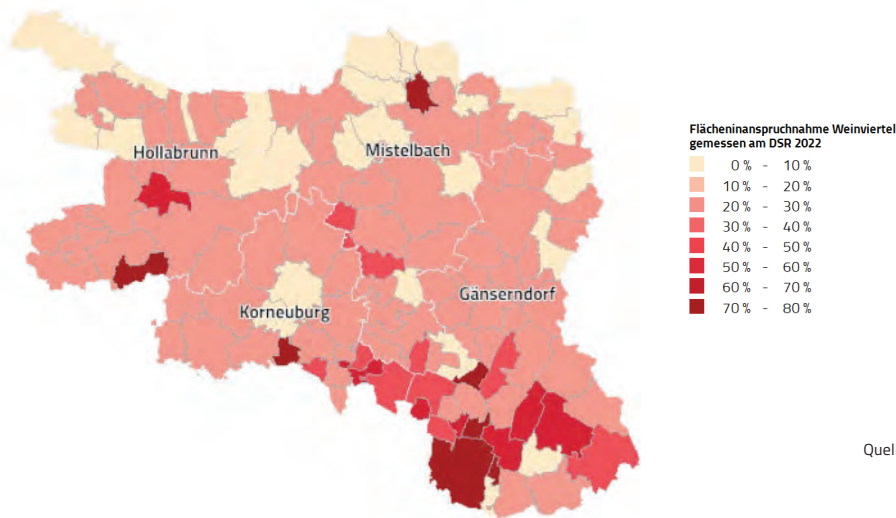 Hollabrunn
Mistelbach
Korneuburg
Gänserndorf
Flächeninanspruchnahme Weinviertel
gemessen am DSR 2022
0 % - 10 %
10 % - 20 %
20 % - 30 %
30 % - 40 %
40 % - 50 %
50 % - 60 %
60 % - 70 %
70 % - 80 %
Quel